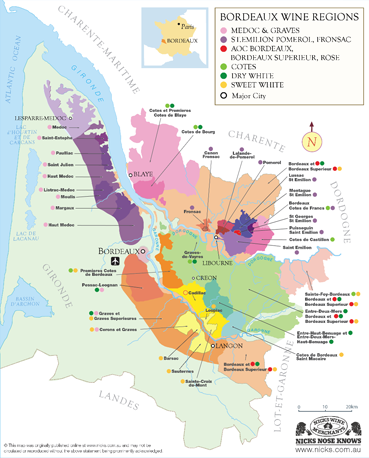 BORDEAUX WINE REGIONS
MEDOC & GRAVES
ST.EMILION POMEROL, FRONSAC
AOC BORDEAUX,
BORDEAUX SUPERIEUR, ROSE
COTES
DRY WHITE
SWEET WHITE
Major City
Paris
BORDEAUX
CHARENTE-MARITIME
ATLANTIC OCEAN
GIRONDE
LESPARRE-MEDOC
LAC
D'HOURTIN ET
DE CARCANS
Medoc
Saint-Estephe
Pauillac
Saint Julien
Haut Medoc
Listrac-Medoc
Moulis
Margaux
Haut Medoc
LAC DE
LACANAU
Cotes et Premieres
Cotes de Blaye
Cotes de Bourg
BLAYE
CHARENTE
N
Canon
Fronsac
Lalande-
de-Pomerol
Pomerol
Fronsac
Bordeaux et
Bordeaux Superieur
Lussac
St Emilion
Montagne
St Emilion
Bordeaux
Cotes de Francs
St Georges
St Emilion
Puisseguin
Saint Emilion
Cotes de Castillon
Saint Emilion
DORDOGNE
BORDEAUX
LIBOURNE
Graves-
de-Vayres
CREON
Premieres Cotes
de Bordeaux
Pessac-Leognan
Cadillac
Loupiac
GIRONDE
BASSIN
D'ARCHON
Graves et
Graves Superieures
Cerons et Graves
LANGON
Barsac
Sauternes
Sainte-Croix-
du-Mont
Sainte-Foy-Bordeaux
Bordeaux et
Bordeaux Superieur
Entre-Deux-Mers
Bordeaux et
Bordeaux Superieur
Entre-Haut-Benauge et
Entre-Deux-Mers-
Haut-Benauge
Cotes de Bordeaux
Saint Macaire
Bordeaux et
Bordeaux Superieur
LOT-ET-GARONNE
LANDES
0 10 20km
NICKS WINE
MERCHANTS
NICKS NOSE KNOWS
www.nicks.com.au
© This map was originally published online at www.nicks.com.au and may not be
calculated or reproduced without the above statement being prominently acknowledged.